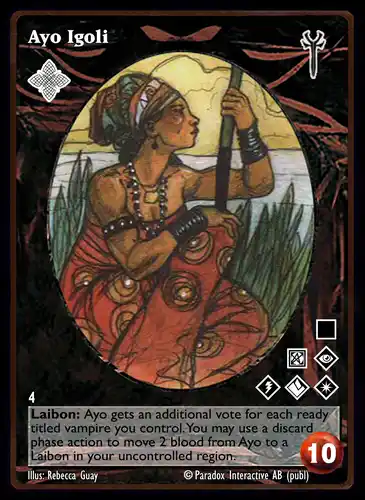 Ayo Igoli
4
Laibon: Ayo gets an additional vote for each ready
titled vampire you control. You may use a discard
phase action to move 2 blood from Ayo to a
Laibon in your uncontrolled region.
10
Illus: Rebecca Guay
© Paradox Interactive AB (publ)